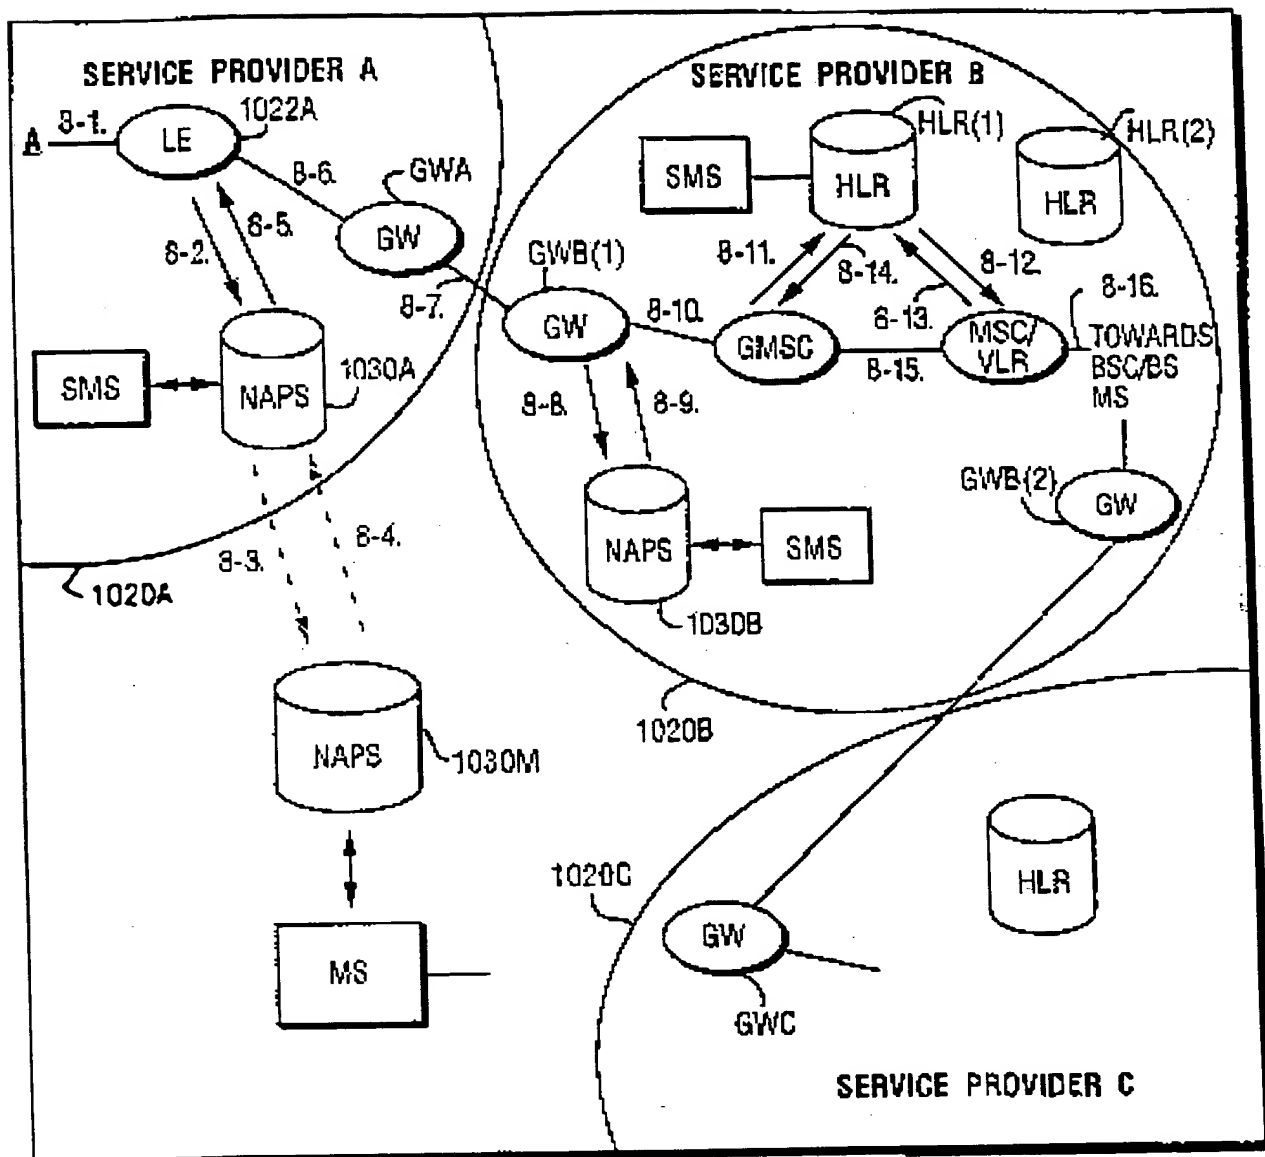 SERVICE PROVIDER A
SERVICE PROVIDER B
A
8-1.
LE
1022A
8-6.
GWA
GW
8-2.
8-5.
8-7.
SMS
NAPS
1030A
8-3.
8-4.
1020A
NAPS
1030M
MS
SMS
HLR
HLR(1)
HLR
HLR(2)
8-11.
8-14.
8-12.
8-13.
GWB(1)
GW
8-10.
GMSC
8-15.
MSC/
VLR
8-16.
TOWARDS
BSC/BS
MS
8-8.
8-9.
NAPS
SMS
1030B
GWB(2)
GW
1020B
1020C
GW
GWC
HLR
SERVICE PROVIDER C